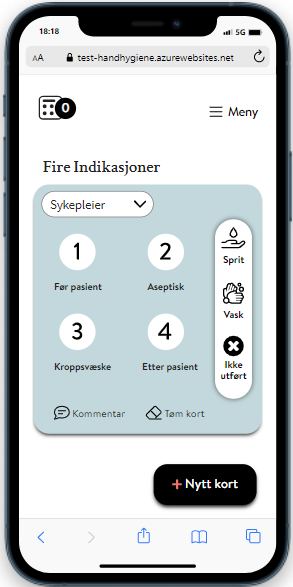 18:18
5G
AA
test-handhygiene.azurewebsites.net
0
Meny
Fire Indikasjoner
Sykepleier
1
2
Før pasient
Aseptisk
3
4
Kroppsvæske
Etter pasient
Sprit
Vask
Ikke
utført
Kommentar
Tøm kort
+ Nytt kort